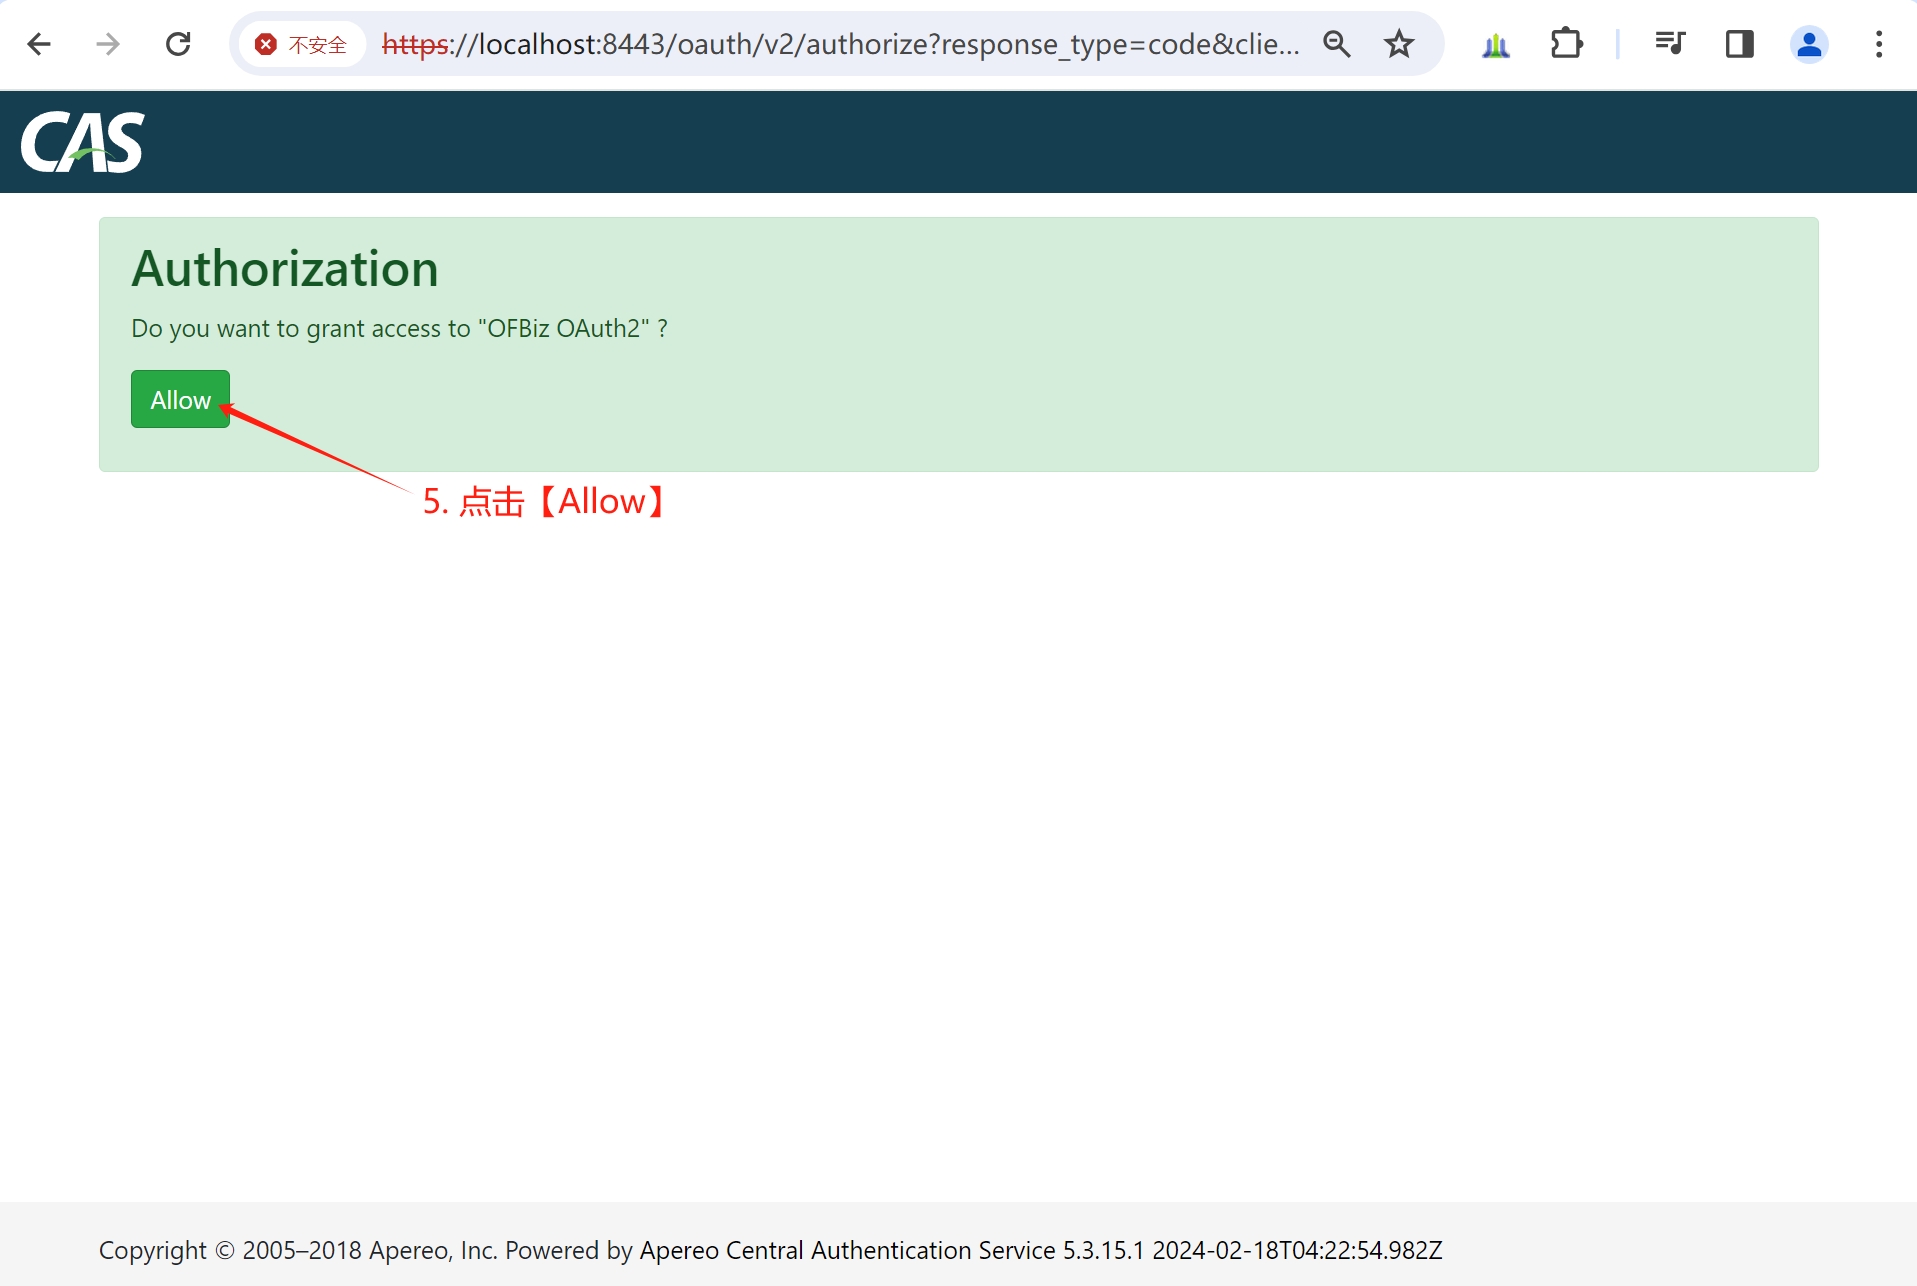 不安全 https://localhost:8443/oauth/v2/authorize?response_type=code&clie...
CAS
Authorization
Do you want to grant access to "OFBiz OAuth2" ?
Allow
5. 点击【Allow】
Copyright © 2005–2018 Apereo, Inc. Powered by Apereo Central Authentication Service 5.3.15.1 2024-02-18T04:22:54.982Z